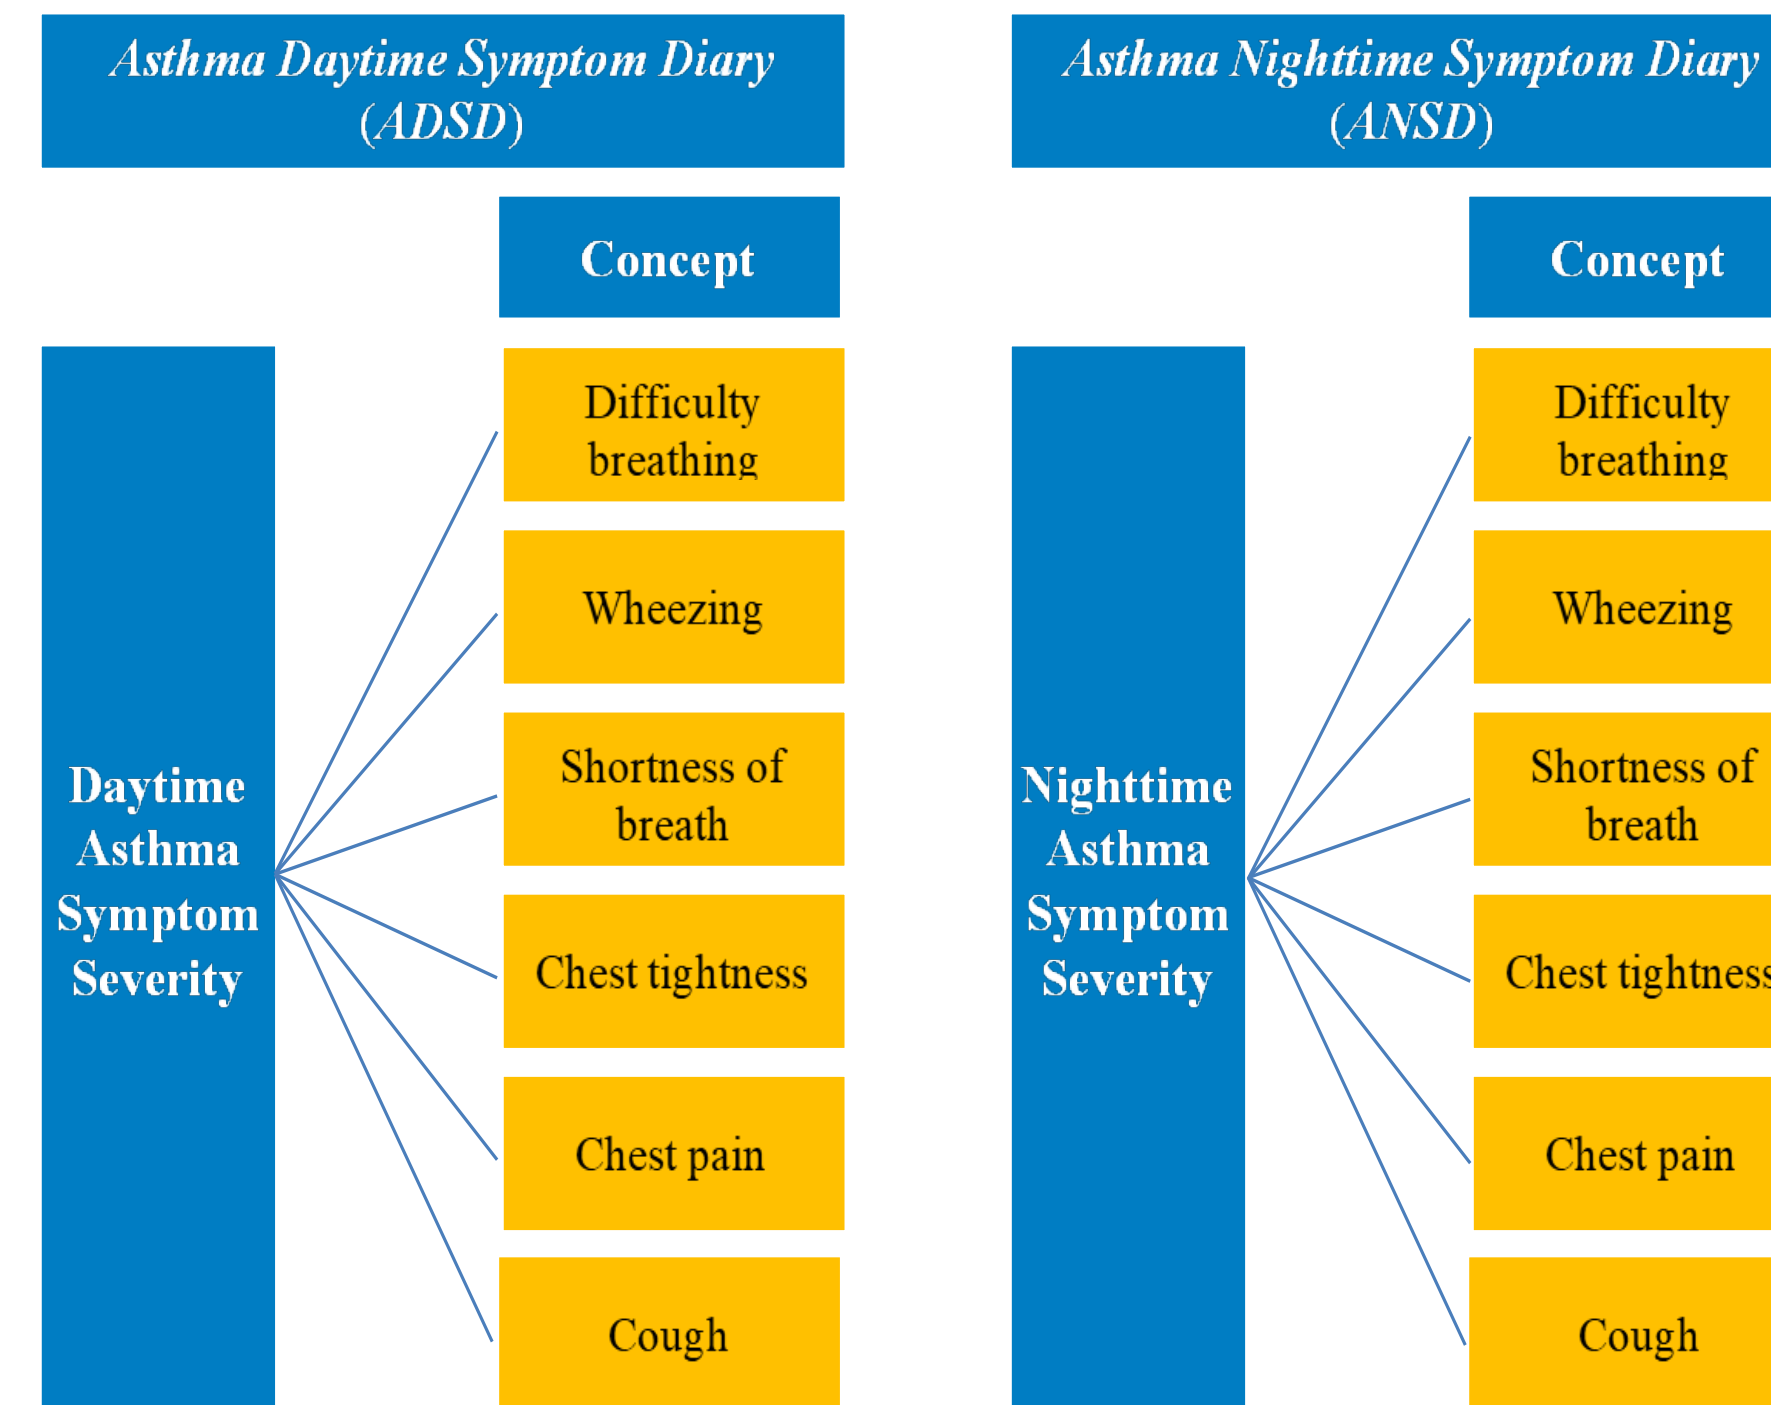 Asthma Daytime Symptom Diary
(ADSD)
Concept
Daytime
Asthma
Symptom
Severity
Difficulty
breathing
Wheezing
Shortness of
breath
Chest tightness
Chest pain
Cough
Asthma Nighttime Symptom Diary
(ANSD)
Concept
Nighttime
Asthma
Symptom
Severity
Difficulty
breathing
Wheezing
Shortness of
breath
Chest tightness
Chest pain
Cough